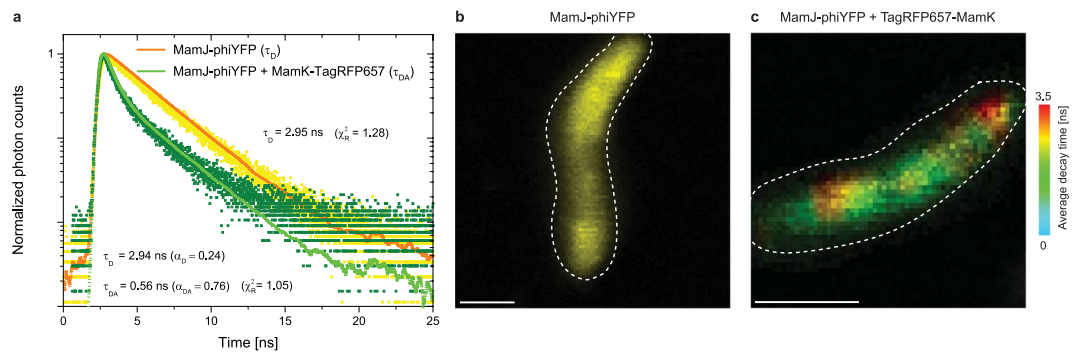 a
MamJ-phiYFP (τD)
MamJ-phiYFP + MamK-TagRFP657 (τDA)
1
Normalized photon counts
τD = 2.95 ns (χ²R = 1.28)
τD = 2.94 ns (αD = 0.24)
τDA = 0.56 ns (αDA = 0.76) (χ²R = 1.05)
0 5 10 15 20 25
Time [ns]
b
MamJ-phiYFP
c
MamJ-phiYFP + TagRFP657-MamK
3.5
Average decay time [ns]
0